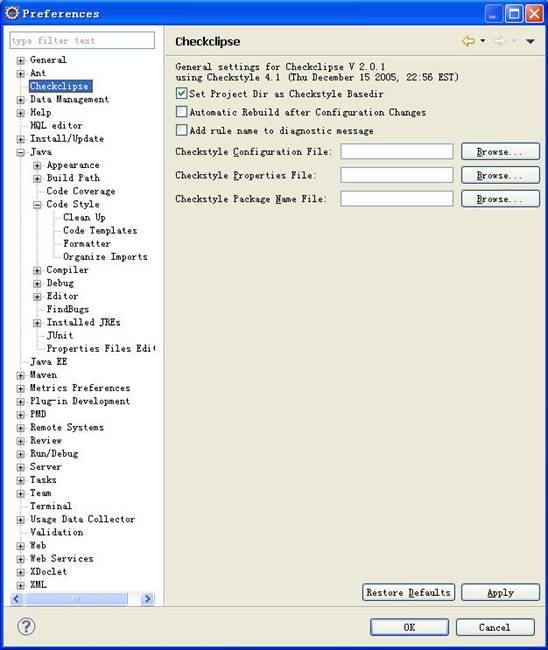 Preferences
type filter text
General
Ant
Checkclipse
Data Management
Help
HQL editor
Install/Update
Java
Appearance
Build Path
Code Coverage
Code Style
Clean Up
Code Templates
Formatter
Organize Imports
Compiler
Debug
Editor
FindBugs
Installed JREs
JUnit
Properties Files Edit
Java EE
Maven
Metrics Preferences
Plug-in Development
PMD
Remote Systems
Review
Run/Debug
Server
Tasks
Team
Terminal
Usage Data Collector
Validation
Web
Web Services
XDoclet
XML
Checkclipse
General settings for Checkclipse V 2.0.1
using Checkstyle 4.1 (Thu December 15 2005, 22:56 EST)
Set Project Dir as Checkstyle Basedir
Automatic Rebuild after Configuration Changes
Add rule name to diagnostic message
Checkstyle Configuration File: Browse...
Checkstyle Properties File: Browse...
Checkstyle Package Name File: Browse...
Restore Defaults Apply
? OK Cancel